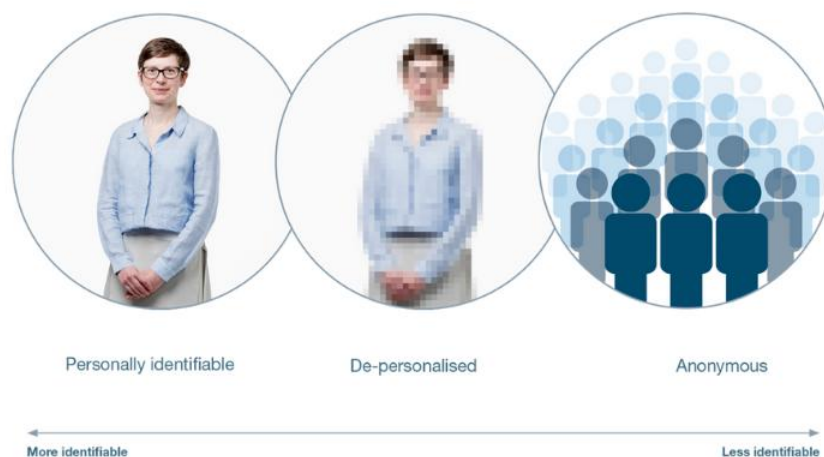 Personally identifiable
De-personalised
Anonymous
More identifiable
Less identifiable